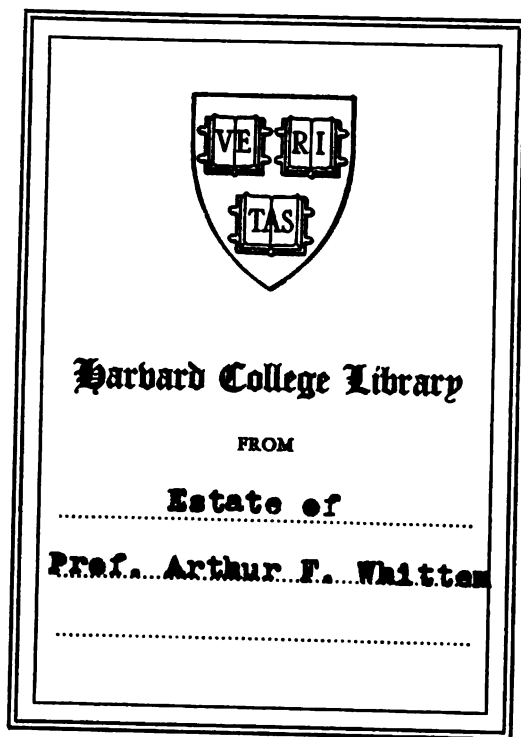 VE RI
TAS
Harvard College Library
FROM
Estate of
Prof. Arthur F. Whittem